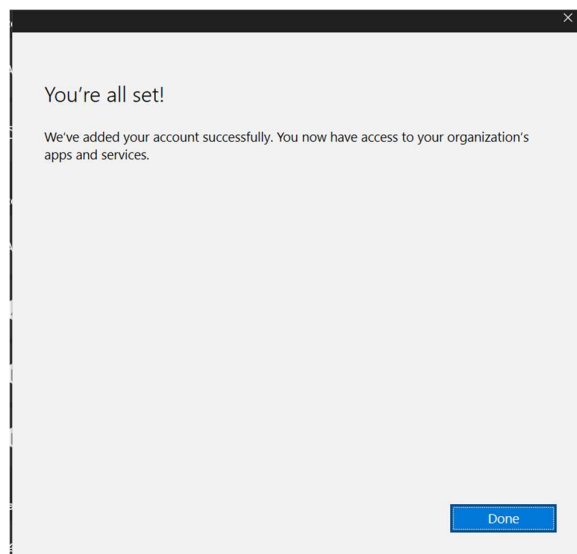 You're all set!
We've added your account successfully. You now have access to your organization's
apps and services.
Done